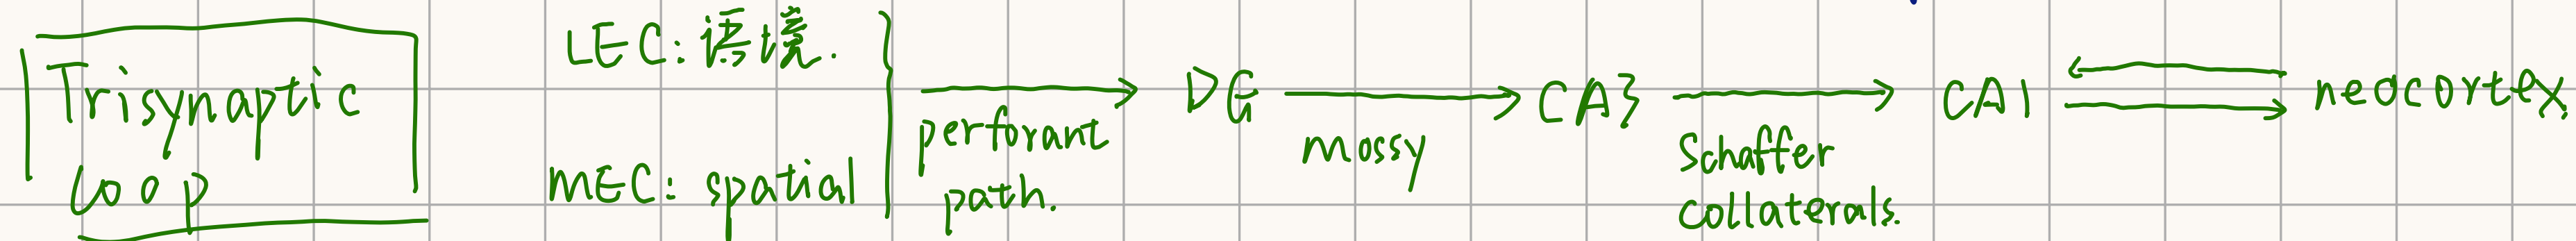 Trisynaptic
loop
LEC: 语境.
MEC: spatial
perforant
path.
DG
mossy
CA3
Schaffer
collaterals.
CA1
neocortex